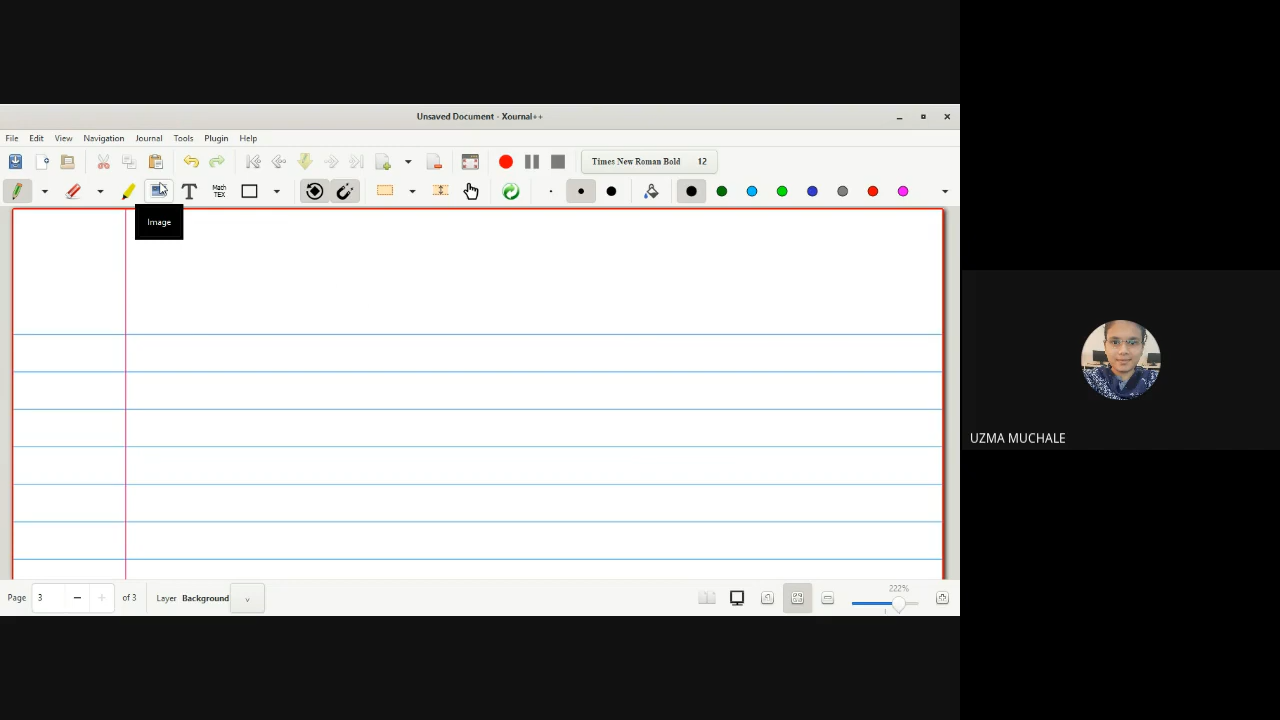 Unsaved Document - Xournal++
File Edit View Navigation Journal Tools Plugin Help
Times New Roman Bold 12
T Math TEX
Image
UZMA MUCHALE
222%
Page 3 of 3 Layer Background